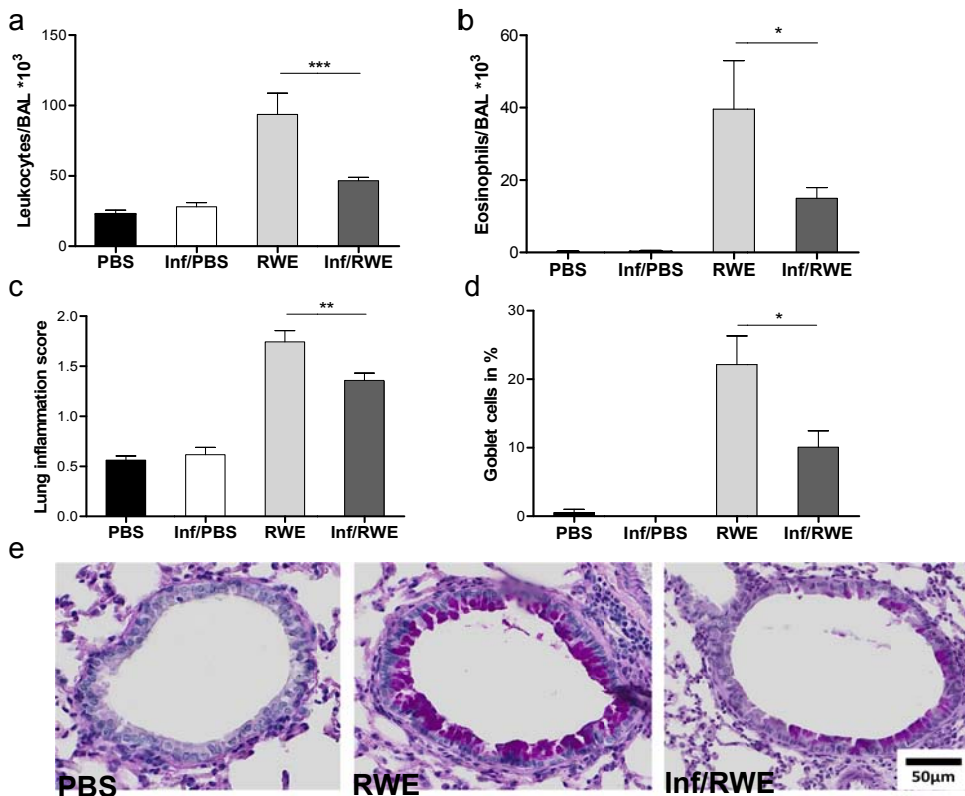 a
Leukocytes/BAL *10³
150
100
50
0
***
PBS Inf/PBS RWE Inf/RWE
b
Eosinophils/BAL *10³
60
40
20
0
*
PBS Inf/PBS RWE Inf/RWE
c
Lung inflammation score
2.0
1.5
1.0
0.5
0.0
**
PBS Inf/PBS RWE Inf/RWE
d
Goblet cells in %
30
20
10
0
*
PBS Inf/PBS RWE Inf/RWE
e
PBS
RWE
Inf/RWE
50µm